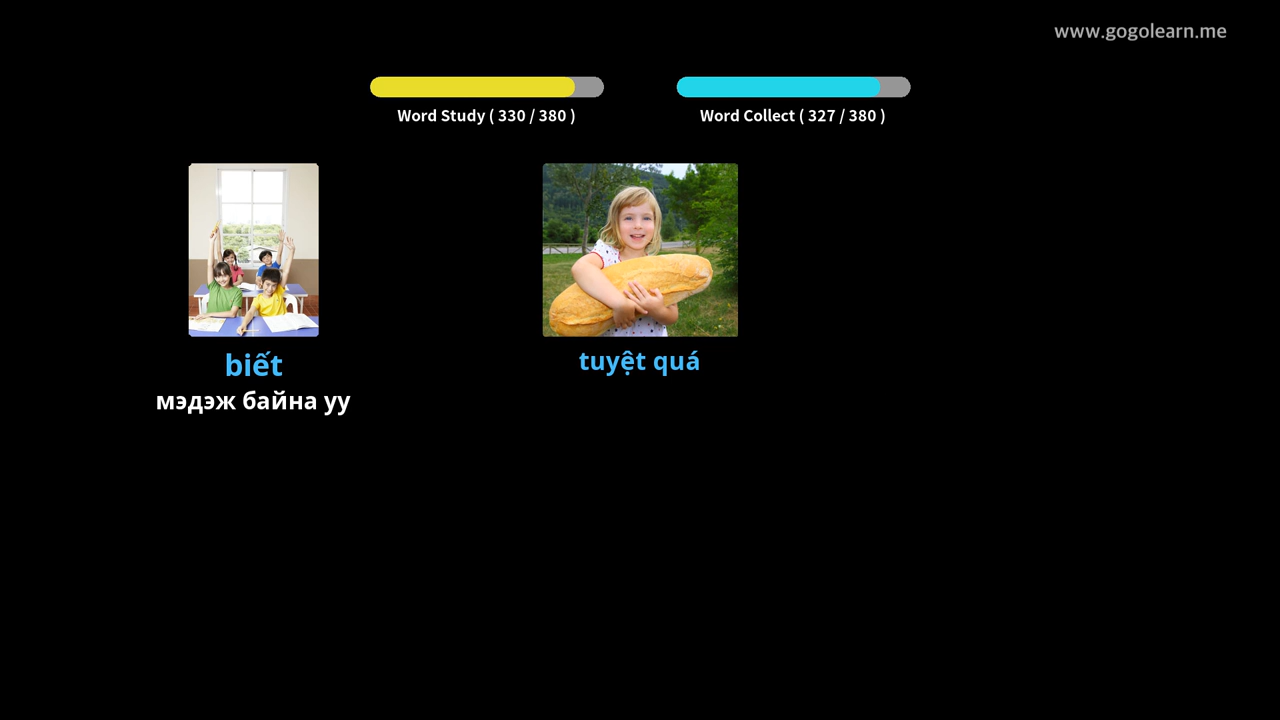 www.gogolearn.me
Word Study ( 330 / 380 )
Word Collect ( 327 / 380 )
biết
мэдэж байна уу
tuyệt quá